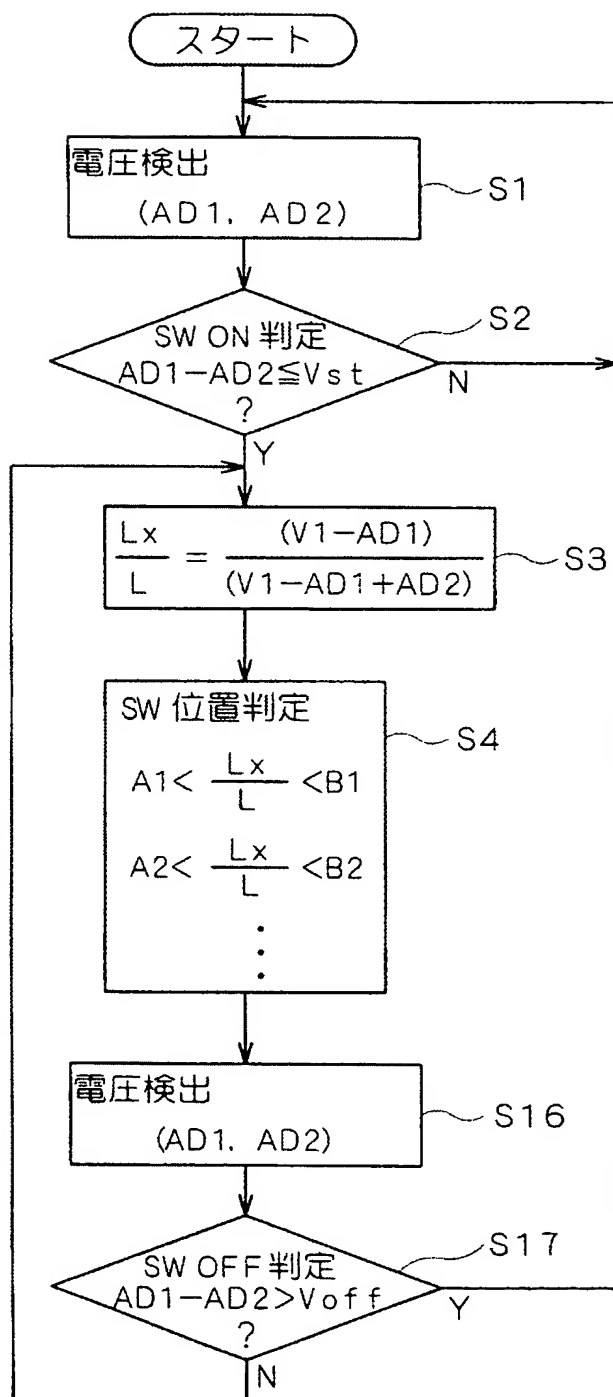 スタート
電圧検出
(AD1, AD2)
S1
SW ON 判定
AD1-AD2≦Vst
?
S2
N
Y
Lx/L = (V1-AD1)/(V1-AD1+AD2)
S3
SW 位置判定
A1< Lx/L <B1
A2< Lx/L <B2
・
・
・
S4
電圧検出
(AD1, AD2)
S16
SW OFF 判定
AD1-AD2>Voff
?
S17
Y
N